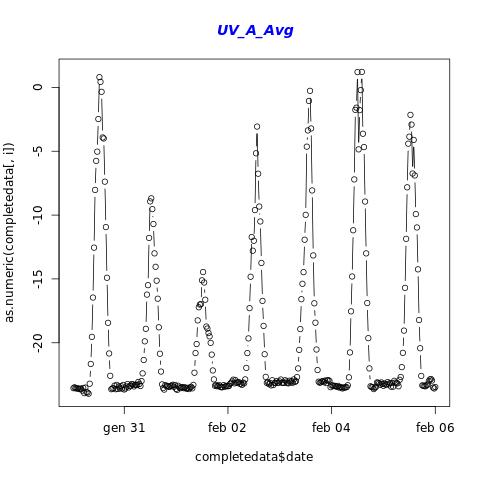 UV_A_Avg
as.numeric(completedata[, i])
0
-5
-10
-15
-20
gen 31
feb 02
feb 04
feb 06
completedata$date